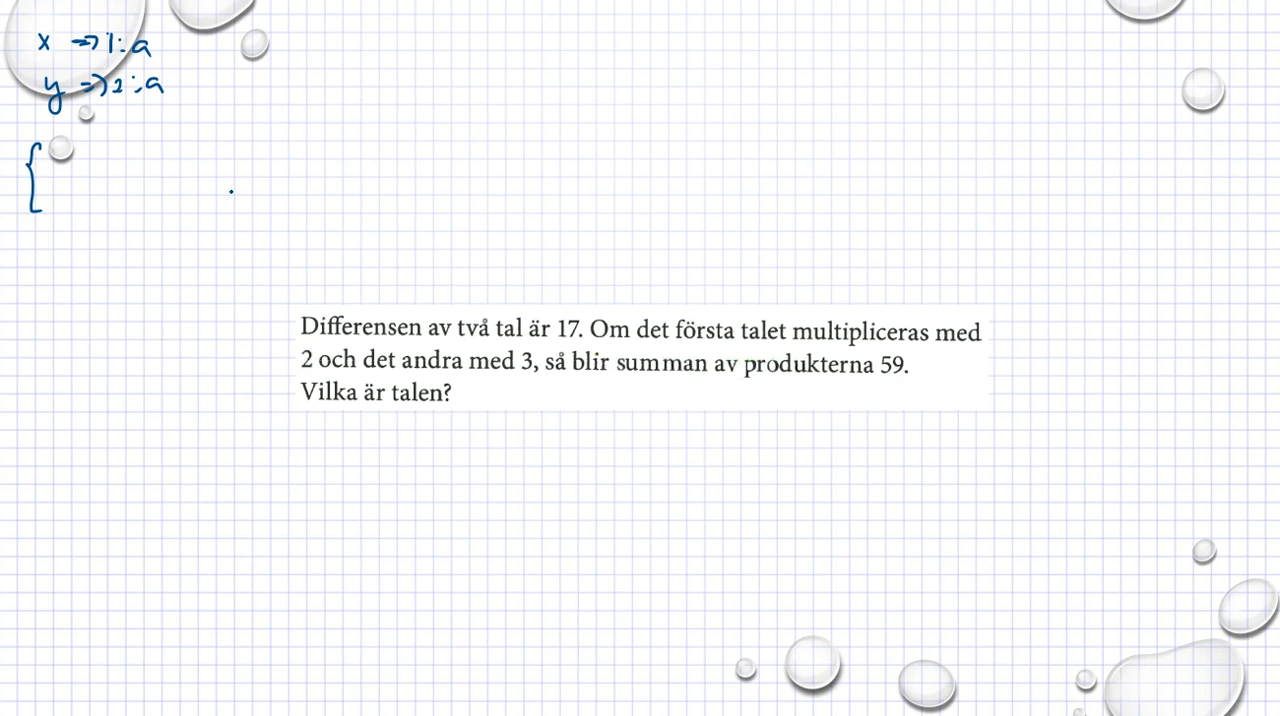 x => 1:a
y => 2:a
{
Differensen av två tal är 17. Om det första talet multipliceras med
2 och det andra med 3, så blir summan av produkterna 59.
Vilka är talen?